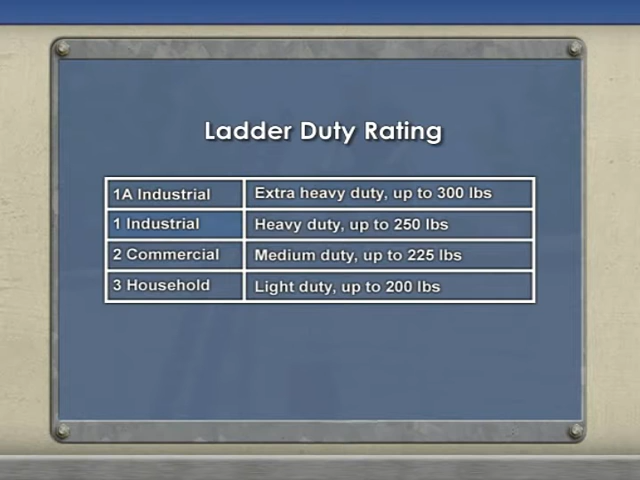 Ladder Duty Rating
1A Industrial Extra heavy duty, up to 300 lbs
1 Industrial Heavy duty, up to 250 lbs
2 Commercial Medium duty, up to 225 lbs
3 Household Light duty, up to 200 lbs